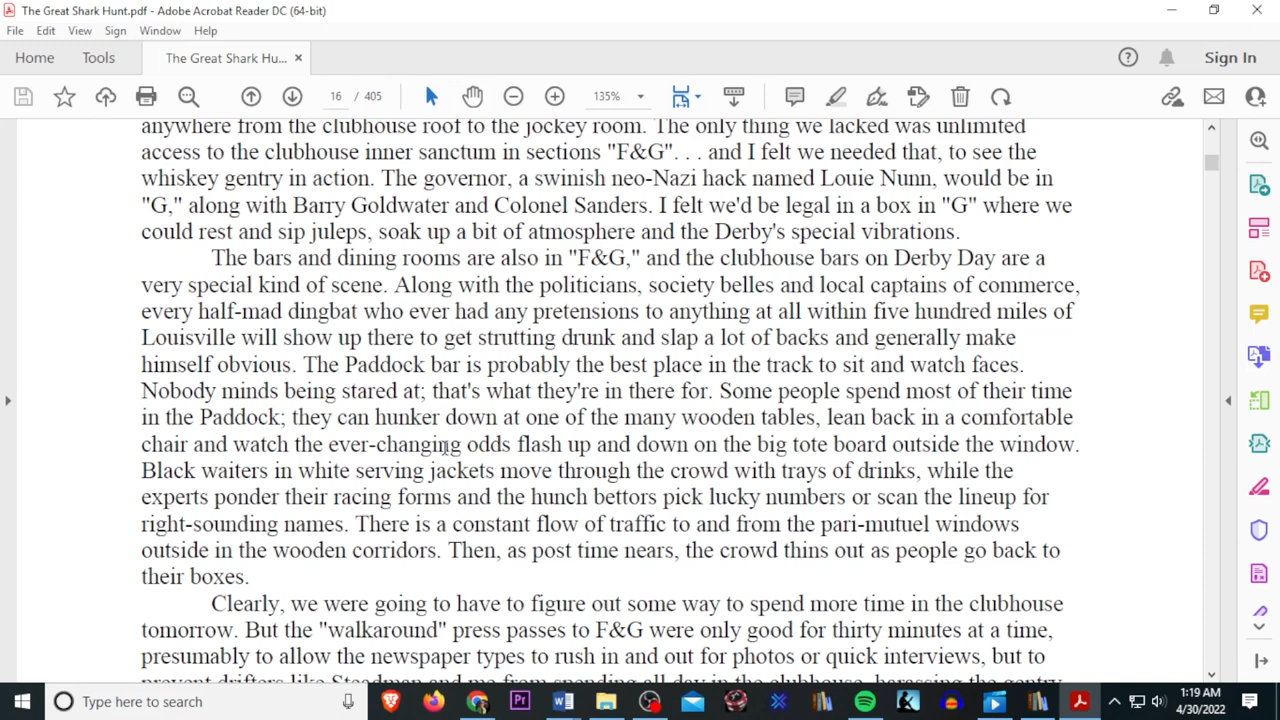 The Great Shark Hunt.pdf - Adobe Acrobat Reader DC (64-bit)
File Edit View Sign Window Help
Home Tools The Great Shark Hu... Sign In
16 / 405 135%
anywhere from the clubhouse roof to the jockey room. The only thing we lacked was unlimited
access to the clubhouse inner sanctum in sections "F&G". . . and I felt we needed that, to see the
whiskey gentry in action. The governor, a swinish neo-Nazi hack named Louie Nunn, would be in
"G," along with Barry Goldwater and Colonel Sanders. I felt we'd be legal in a box in "G" where we
could rest and sip juleps, soak up a bit of atmosphere and the Derby's special vibrations.
The bars and dining rooms are also in "F&G," and the clubhouse bars on Derby Day are a
very special kind of scene. Along with the politicians, society belles and local captains of commerce,
every half-mad dingbat who ever had any pretensions to anything at all within five hundred miles of
Louisville will show up there to get strutting drunk and slap a lot of backs and generally make
himself obvious. The Paddock bar is probably the best place in the track to sit and watch faces.
Nobody minds being stared at; that's what they're in there for. Some people spend most of their time
in the Paddock; they can hunker down at one of the many wooden tables, lean back in a comfortable
chair and watch the ever-changing odds flash up and down on the big tote board outside the window.
Black waiters in white serving jackets move through the crowd with trays of drinks, while the
experts ponder their racing forms and the hunch bettors pick lucky numbers or scan the lineup for
right-sounding names. There is a constant flow of traffic to and from the pari-mutuel windows
outside in the wooden corridors. Then, as post time nears, the crowd thins out as people go back to
their boxes.
Clearly, we were going to have to figure out some way to spend more time in the clubhouse
tomorrow. But the "walkaround" press passes to F&G were only good for thirty minutes at a time,
presumably to allow the newspaper types to rush in and out for photos or quick interviews, but to
prevent drifters like Steadman and me from spending all day in the clubhouse, harassing the gentry
Type here to search
1:19 AM
4/30/2022